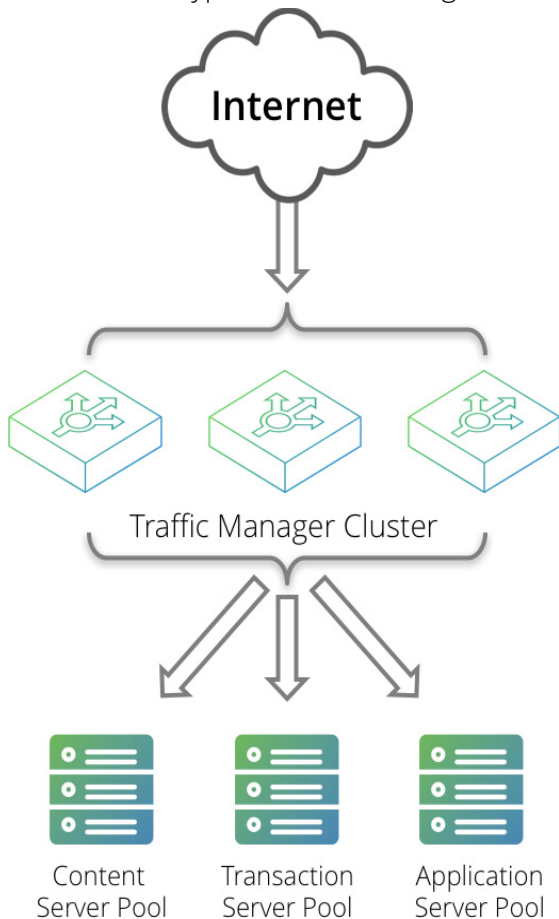 Internet
Traffic Manager Cluster
Content
Server Pool
Transaction
Server Pool
Application
Server Pool